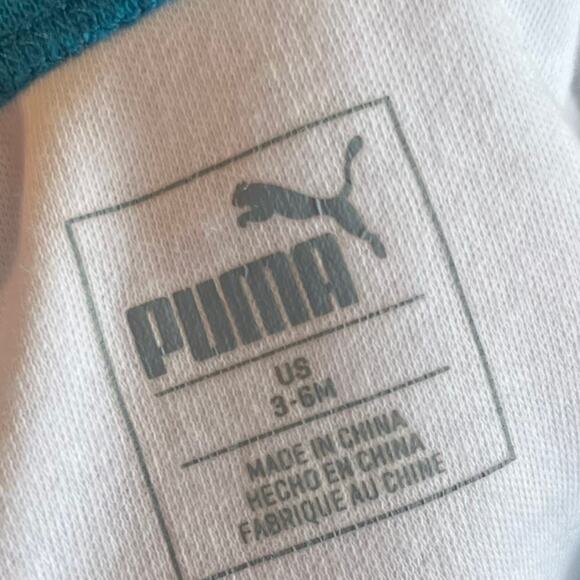 PUMA
US
3-6M
MADE IN CHINA
HECHO EN CHINA
FABRIQUE AU CHINE